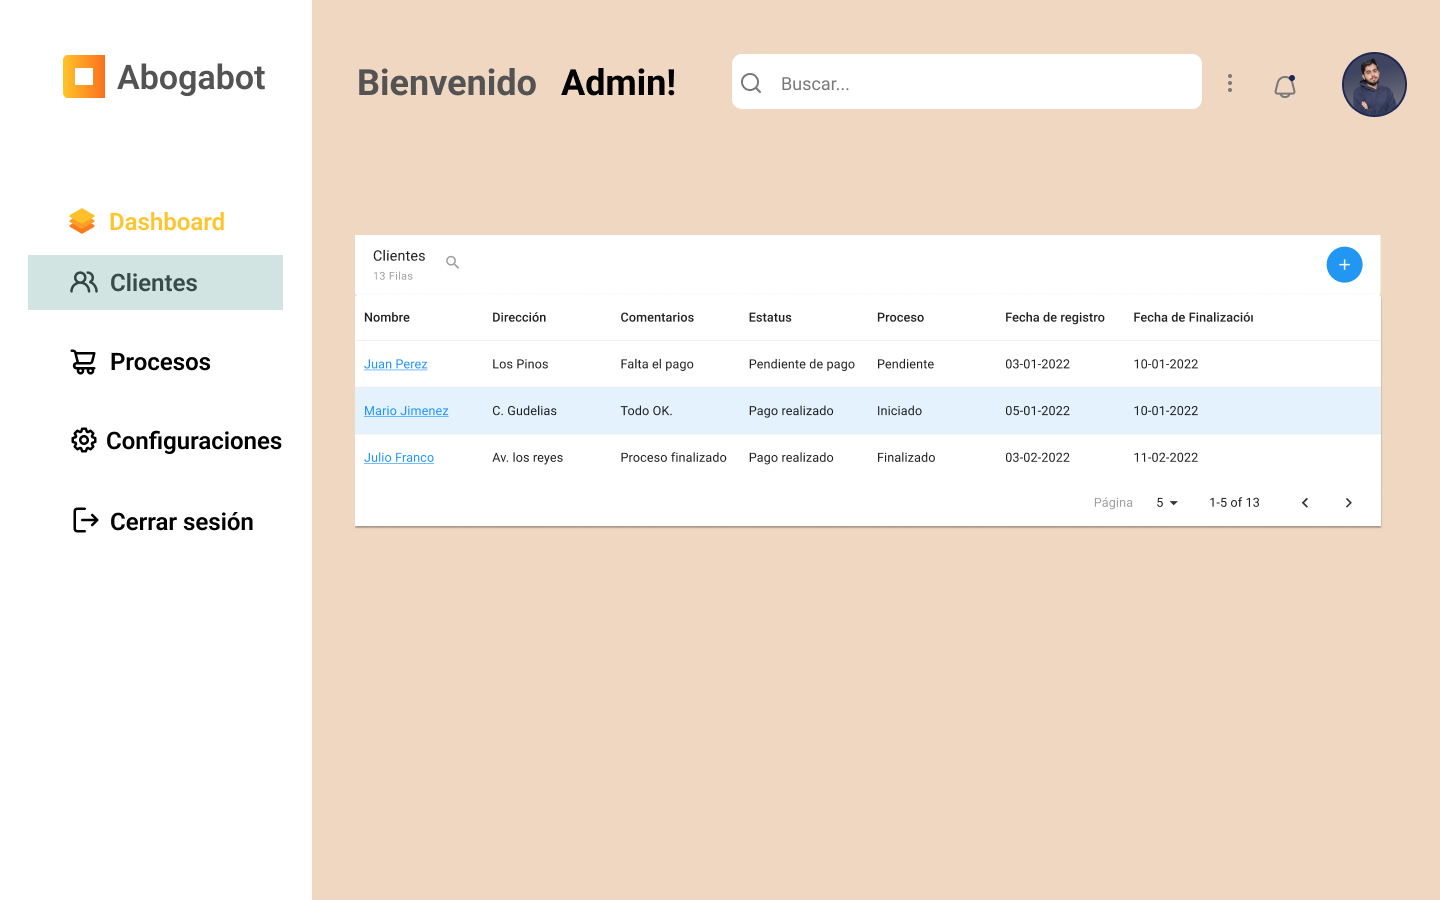 Abogabot
Dashboard
Clientes
Procesos
Configuraciones
Cerrar sesión
Bienvenido Admin!
Buscar...
Clientes
13 Filas
Nombre Dirección Comentarios Estatus Proceso Fecha de registro Fecha de Finalizació
Juan Perez Los Pinos Falta el pago Pendiente de pago Pendiente 03-01-2022 10-01-2022
Mario Jimenez C. Gudelias Todo OK. Pago realizado Iniciado 05-01-2022 10-01-2022
Julio Franco Av. los reyes Proceso finalizado Pago realizado Finalizado 03-02-2022 11-02-2022
Página 5 1-5 of 13